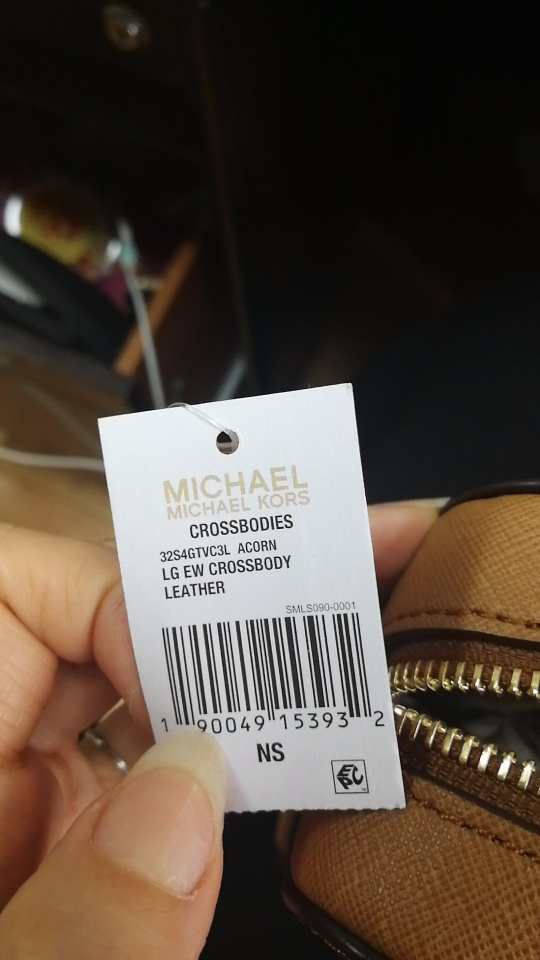 MICHAEL
MICHAEL KORS
CROSSBODIES
32S4GTVC3L ACORN
LG EW CROSSBODY
LEATHER
SMLS090-0001
1 90049 15393 2
NS
EPC